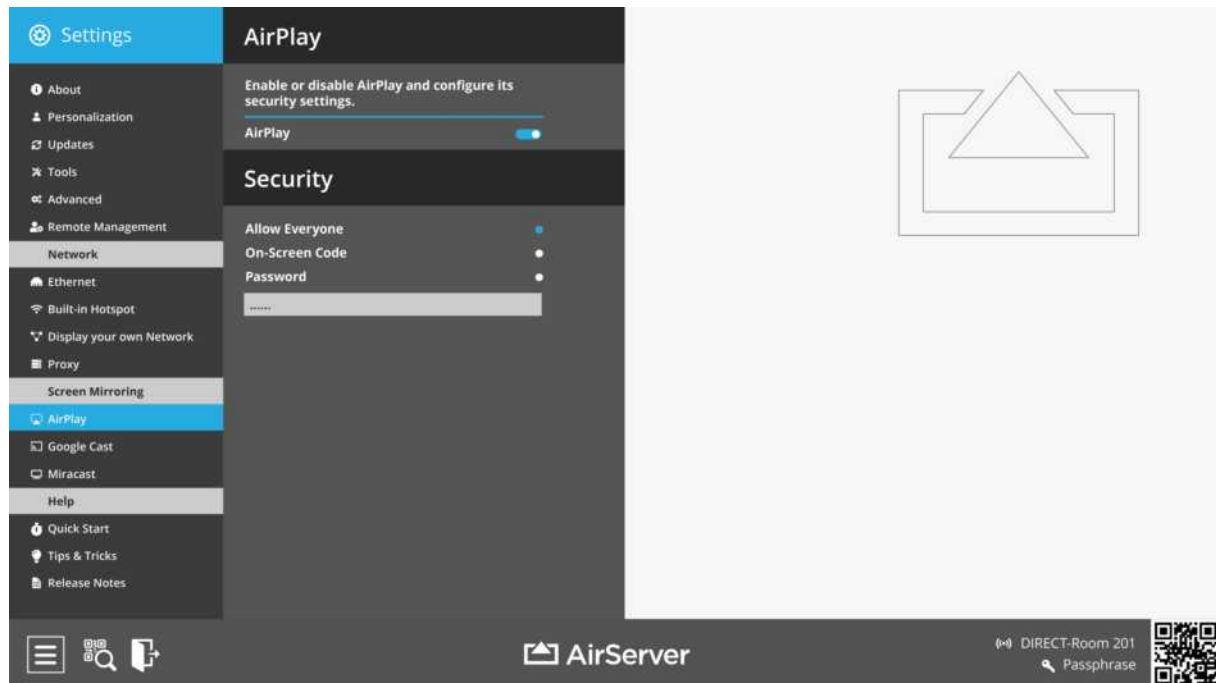 Settings
About
Personalization
Updates
Tools
Advanced
Remote Management
Network
Ethernet
Built-in Hotspot
Display your own Network
Proxy
Screen Mirroring
AirPlay
Google Cast
Miracast
Help
Quick Start
Tips & Tricks
Release Notes
AirPlay
Enable or disable AirPlay and configure its
security settings.
AirPlay
Security
Allow Everyone
On-Screen Code
Password
......
AirServer
DIRECT-Room 201
Passphrase